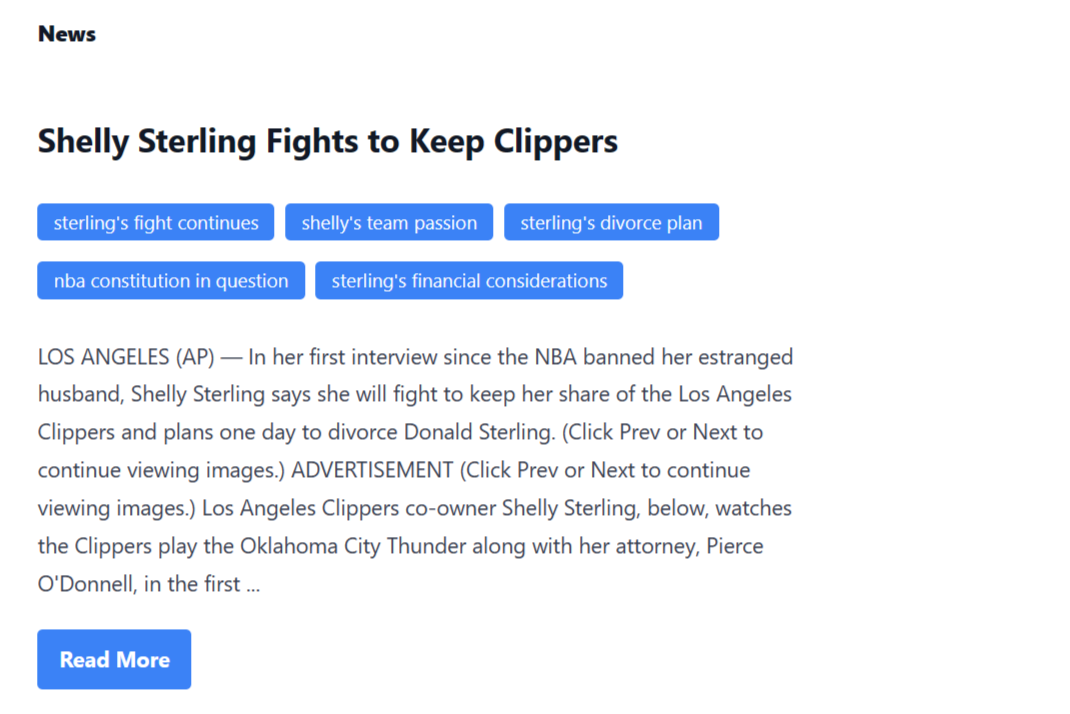 News
Shelly Sterling Fights to Keep Clippers
sterling's fight continues shelly's team passion sterling's divorce plan
nba constitution in question sterling's financial considerations
LOS ANGELES (AP) — In her first interview since the NBA banned her estranged
husband, Shelly Sterling says she will fight to keep her share of the Los Angeles
Clippers and plans one day to divorce Donald Sterling. (Click Prev or Next to
continue viewing images.) ADVERTISEMENT (Click Prev or Next to continue
viewing images.) Los Angeles Clippers co-owner Shelly Sterling, below, watches
the Clippers play the Oklahoma City Thunder along with her attorney, Pierce
O'Donnell, in the first ...
Read More